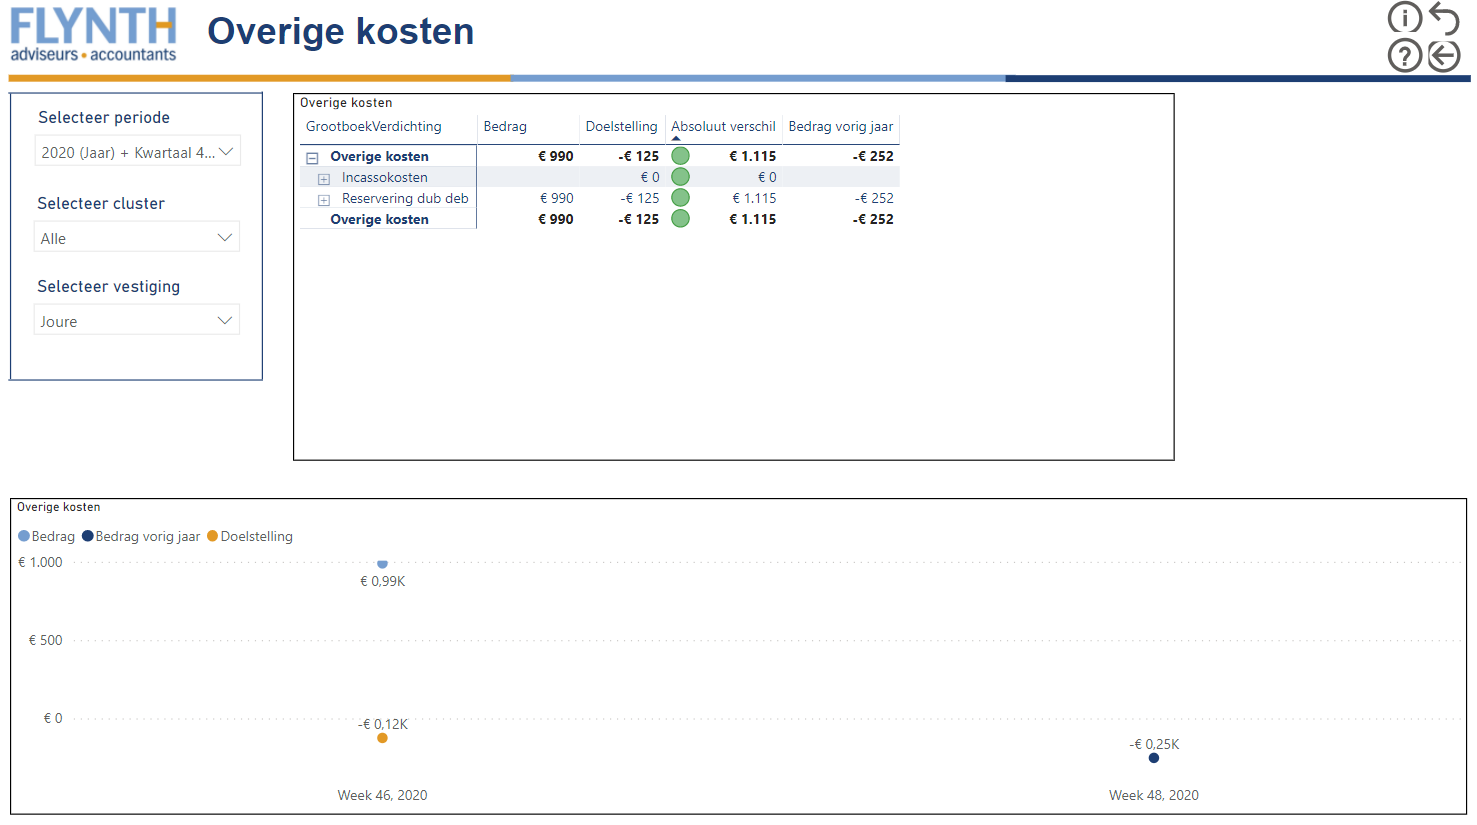 FLYNTH
adviseurs • accountants
Overige kosten
Selecteer periode
2020 (Jaar) + Kwartaal 4...
Selecteer cluster
Alle
Selecteer vestiging
Joure
Overige kosten
GrootboekVerdichting Bedrag Doelstelling Absoluut verschil Bedrag vorig jaar
Overige kosten € 990 -€ 125 € 1.115 -€ 252
Incassokosten € 0 € 0
Reservering dub deb € 990 -€ 125 € 1.115 -€ 252
Overige kosten € 990 -€ 125 € 1.115 -€ 252
Overige kosten
Bedrag Bedrag vorig jaar Doelstelling
€ 1.000
€ 0,99K
€ 500
€ 0
-€ 0,12K
-€ 0,25K
Week 46, 2020 Week 48, 2020